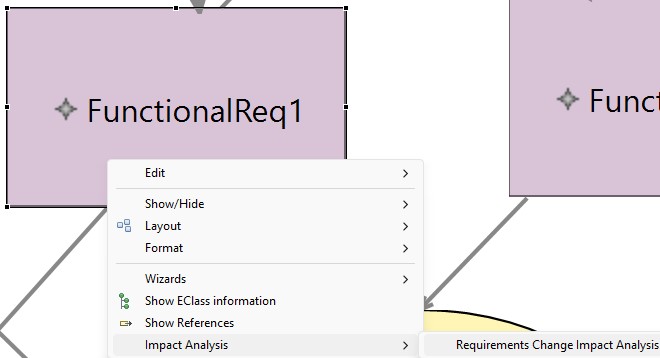 FunctionalReq1
Funct
Edit
Show/Hide
Layout
Format
Wizards
Show EClass information
Show References
Impact Analysis
Requirements Change Impact Analysis